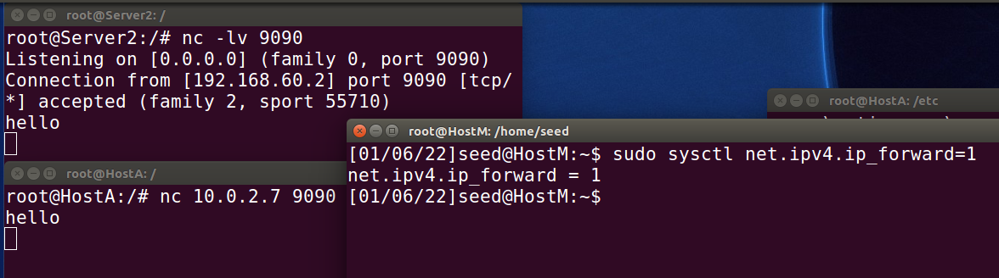 root@Server2: /
root@Server2:/# nc -lv 9090
Listening on [0.0.0.0] (family 0, port 9090)
Connection from [192.168.60.2] port 9090 [tcp/
*] accepted (family 2, sport 55710)
hello
root@HostA: /
root@HostA:/# nc 10.0.2.7 9090
hello
root@HostA: /etc
root@HostM: /home/seed
[01/06/22]seed@HostM:~$ sudo sysctl net.ipv4.ip_forward=1
net.ipv4.ip_forward = 1
[01/06/22]seed@HostM:~$